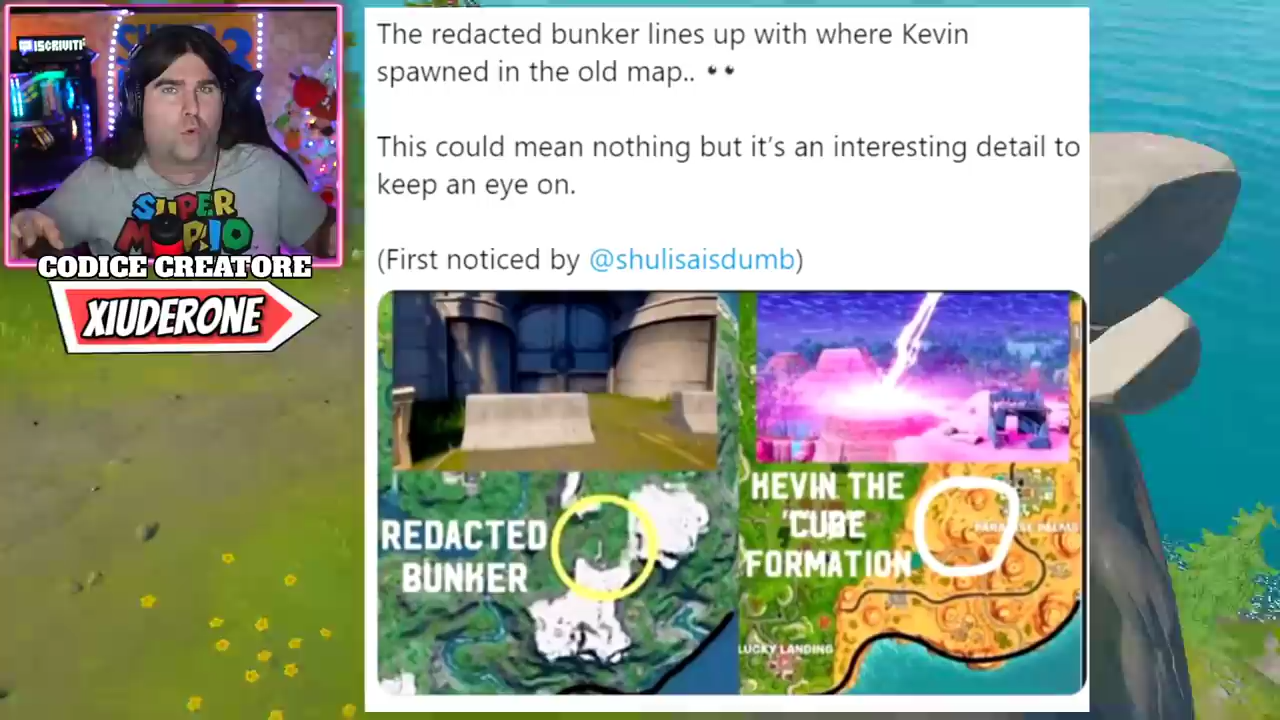 ISCRIVITI
SUPER
MARIO
CODICE CREATORE
XIUDERONE
The redacted bunker lines up with where Kevin
spawned in the old map.. 👀
This could mean nothing but it’s an interesting detail to
keep an eye on.
(First noticed by @shulisaisdumb)
REDACTED
BUNKER
KEVIN THE
CUBE
FORMATION
PARADISE PALMS
LUCKY LANDING